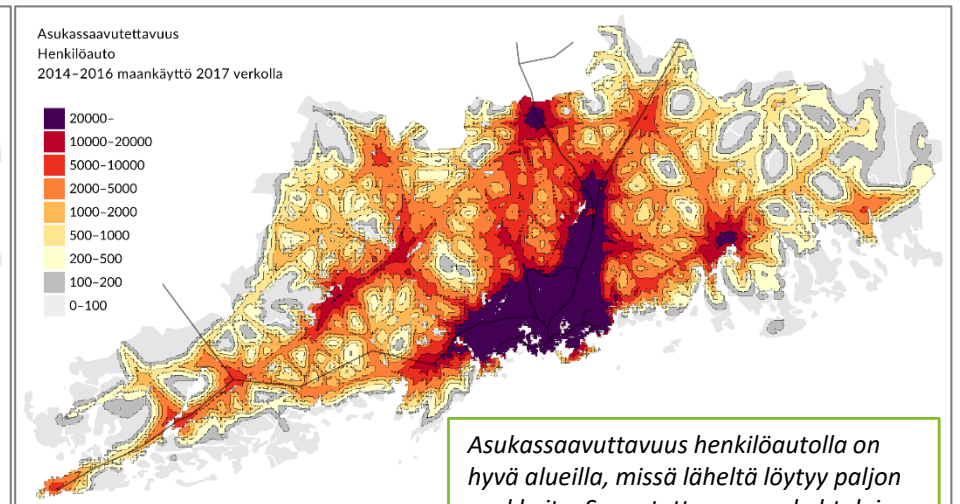 Asukassaavutettavuus
Henkilöauto
2014–2016 maankäyttö 2017 verkolla
20000–
10000–20000
5000–10000
2000–5000
1000–2000
500–1000
200–500
100–200
0–100
Asukassaavuttavuus henkilöautolla on
hyvä alueilla, missä läheltä löytyy paljon